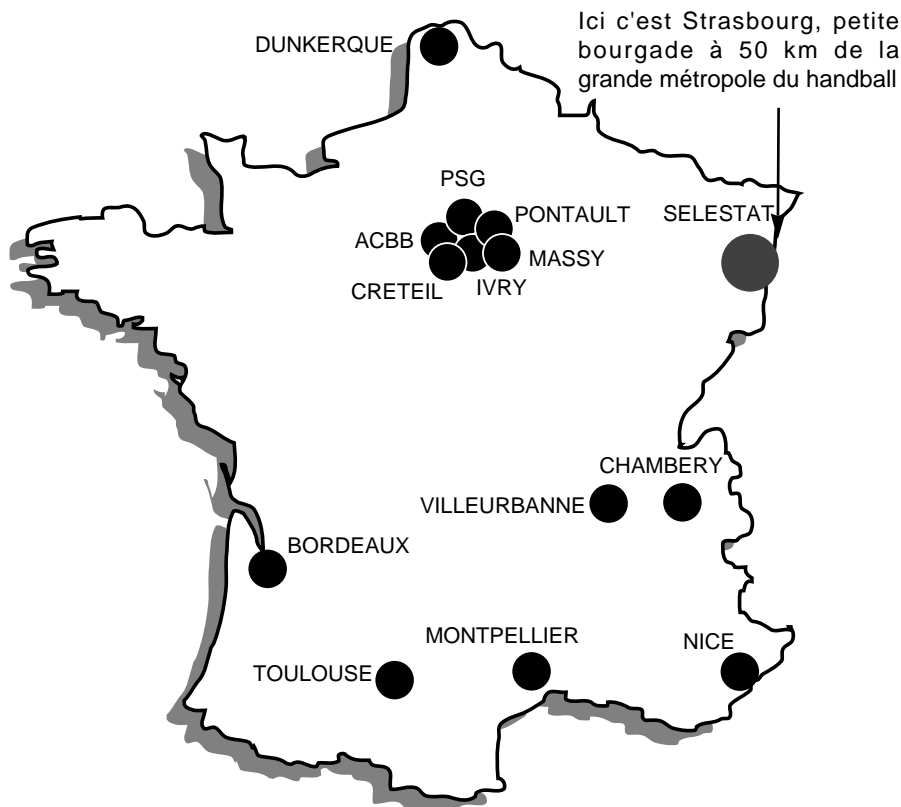 Ici c'est Strasbourg, petite
bourgade à 50 km de la
grande métropole du handball
DUNKERQUE
PSG
PONTAULT
SELESTAT
ACBB
MASSY
CRETEIL
IVRY
CHAMBERY
VILLEURBANNE
BORDEAUX
MONTPELLIER
NICE
TOULOUSE